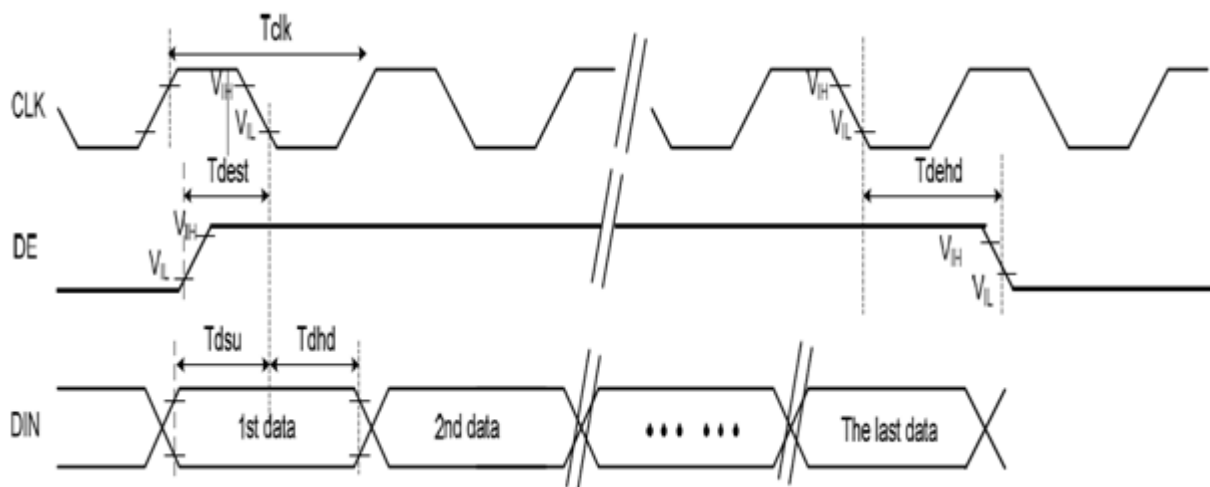 Tclk
CLK
VIH
VIL
VIH
VIL
Tdest
Tdehd
DE
VIH
VIL
VIH
VIL
Tdsu
Tdhd
DIN
1st data
2nd data
••• •••
The last data